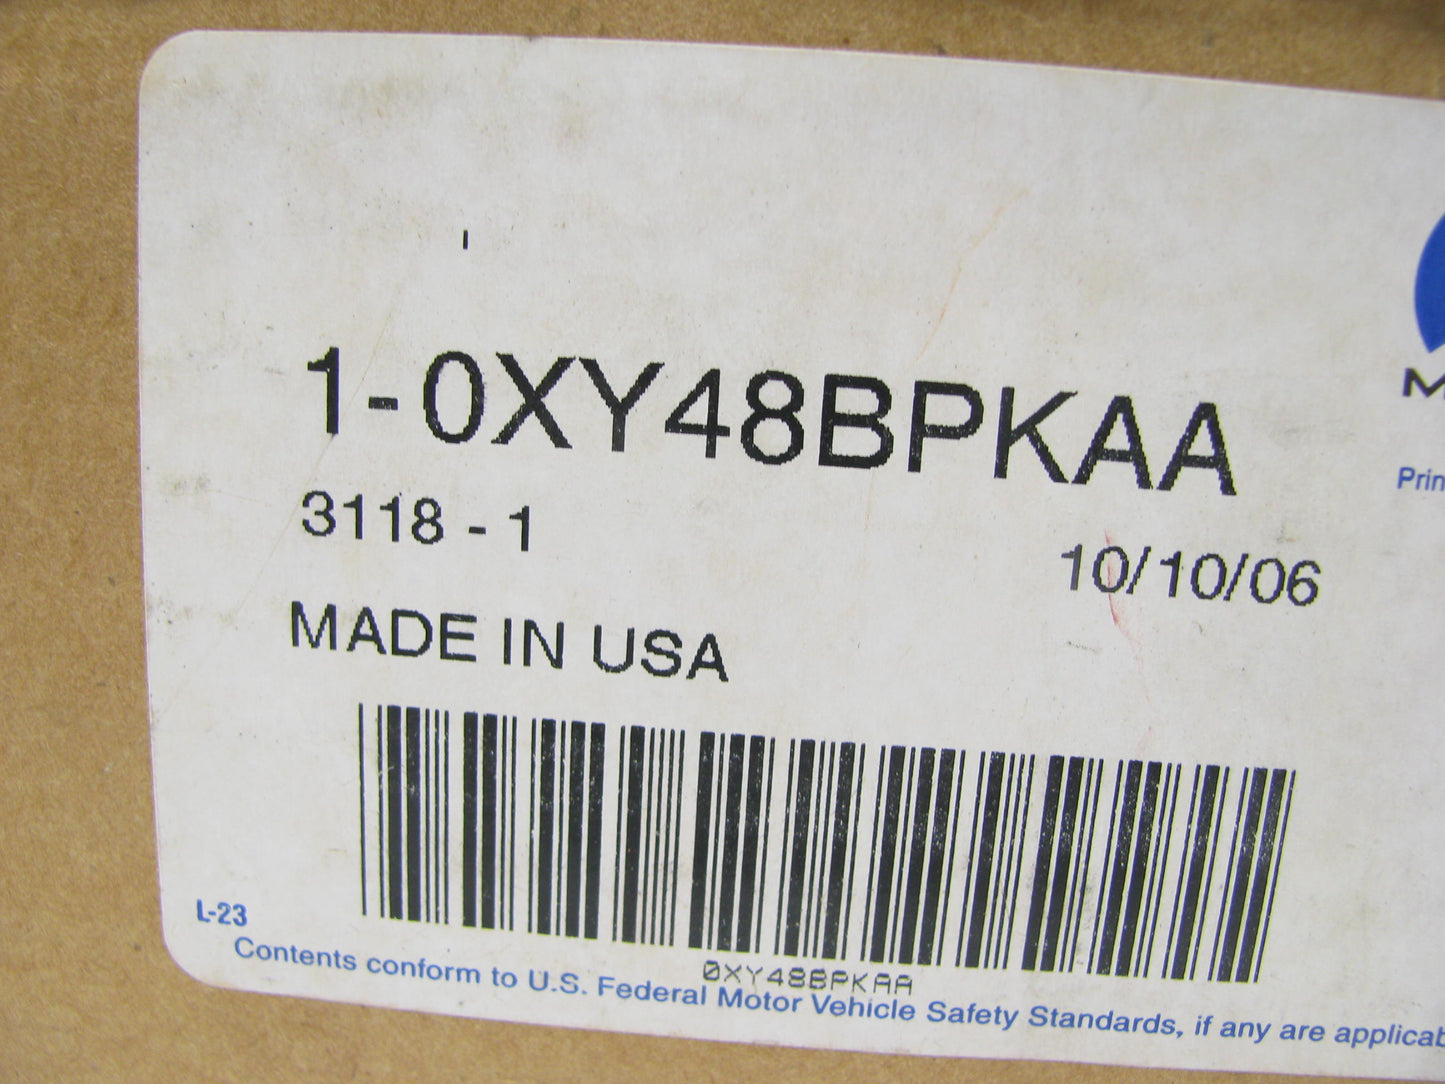 1-0XY48BPKAA
3118 - 1
10/10/06
MADE IN USA
0XY48BPKAA
L-23
Contents conform to U.S. Federal Motor Vehicle Safety Standards, if any are